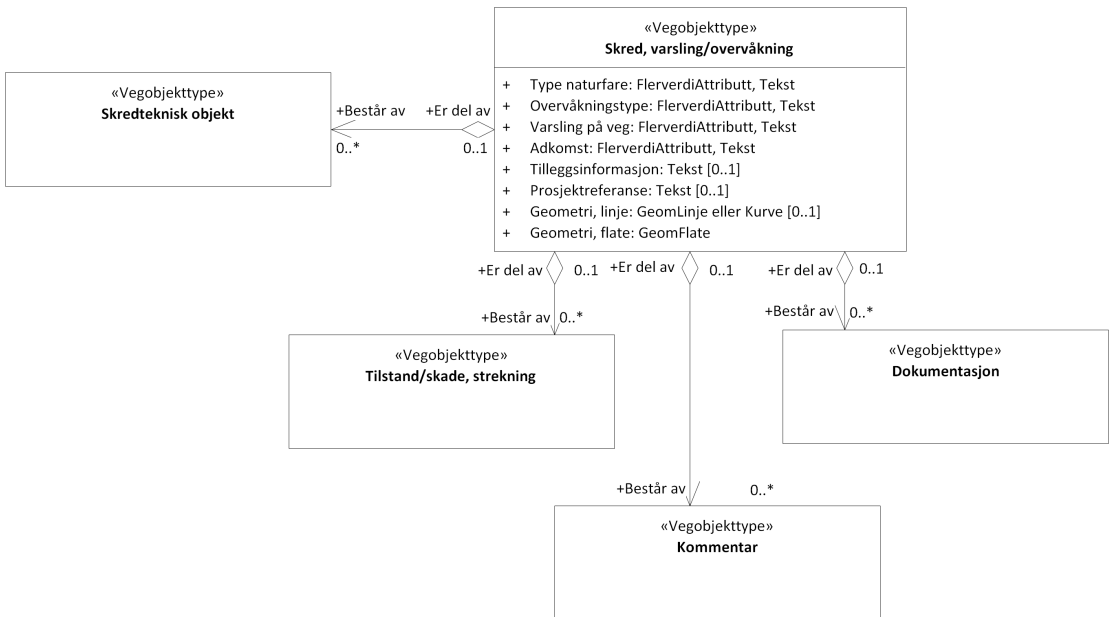 «Vegobjekttype»
Skred, varsling/overvåkning
+ Type naturfare: FlerverdiAttributt, Tekst
+ Overvåkningstype: FlerverdiAttributt, Tekst
+ Varsling på veg: FlerverdiAttributt, Tekst
+ Adkomst: FlerverdiAttributt, Tekst
+ Tilleggsinformasjon: Tekst [0..1]
+ Prosjektreferanse: Tekst [0..1]
+ Geometri, linje: GeomLinje eller Kurve [0..1]
+ Geometri, flate: GeomFlate
«Vegobjekttype»
Skredteknisk objekt
+Består av +Er del av
0..* 0..1
+Er del av 0..1 +Er del av 0..1 +Er del av 0..1
+Består av 0..*
+Består av 0..*
«Vegobjekttype»
Tilstand/skade, strekning
«Vegobjekttype»
Dokumentasjon
+Består av 0..*
«Vegobjekttype»
Kommentar